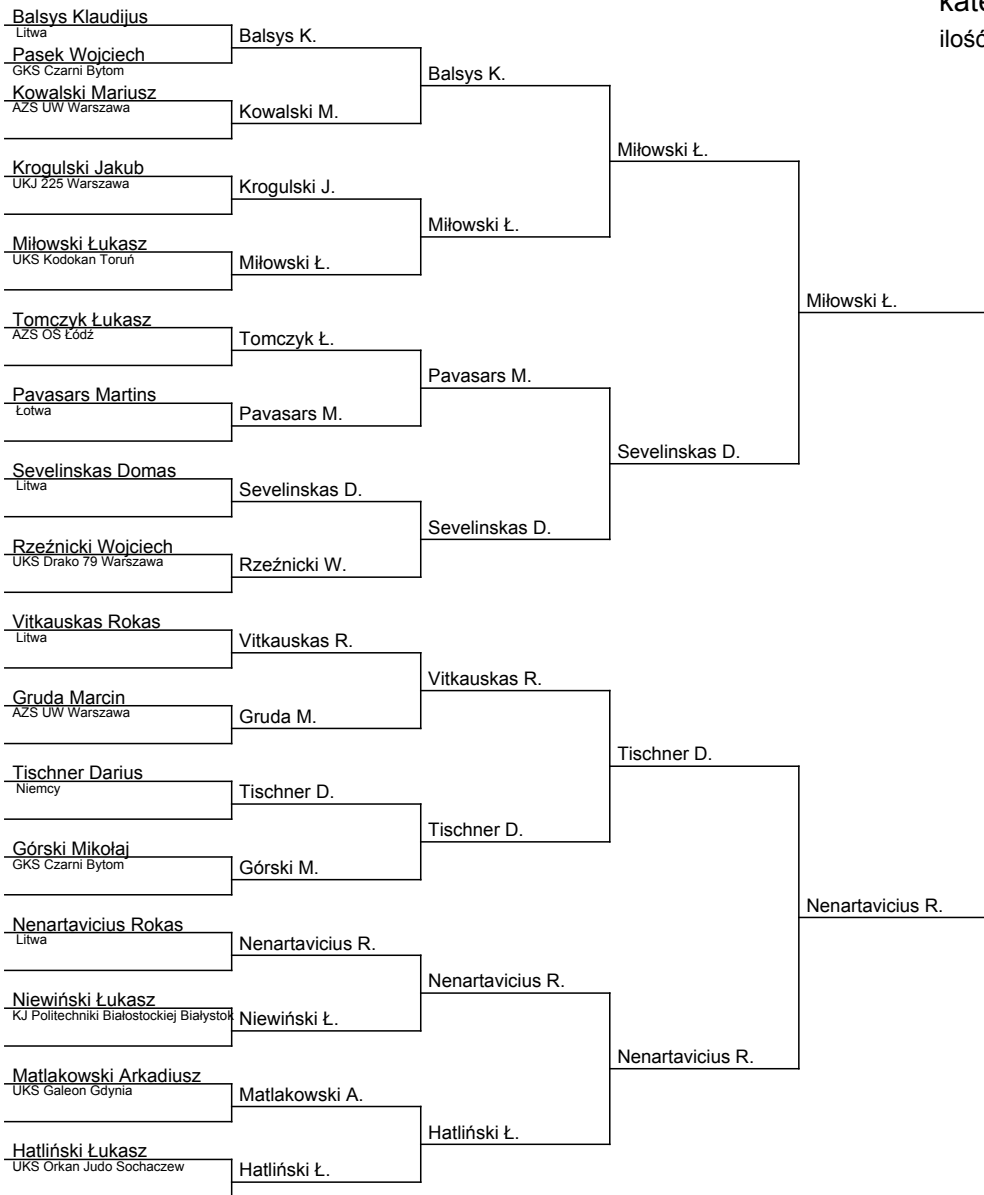 kate
ilość
Balsys Klaudijus
Litwa
Pasek Wojciech
GKS Czarni Bytom
Kowalski Mariusz
AZS UW Warszawa
Krogulski Jakub
UKJ 225 Warszawa
Miłowski Łukasz
UKS Kodokan Toruń
Tomczyk Łukasz
AZS OŚ Łódź
Pavasars Martins
Łotwa
Sevelinskas Domas
Litwa
Rzeźnicki Wojciech
UKS Drako 79 Warszawa
Vitkauskas Rokas
Litwa
Gruda Marcin
AZS UW Warszawa
Tischner Darius
Niemcy
Górski Mikołaj
GKS Czarni Bytom
Nenartavicius Rokas
Litwa
Niewiński Łukasz
KJ Politechniki Białostockiej Białystok
Matlakowski Arkadiusz
UKS Galeon Gdynia
Hatliński Łukasz
UKS Orkan Judo Sochaczew
Balsys K.
Kowalski M.
Krogulski J.
Miłowski Ł.
Tomczyk Ł.
Pavasars M.
Sevelinskas D.
Rzeźnicki W.
Vitkauskas R.
Gruda M.
Tischner D.
Górski M.
Nenartavicius R.
Niewiński Ł.
Matlakowski A.
Hatliński Ł.
Balsys K.
Miłowski Ł.
Pavasars M.
Sevelinskas D.
Vitkauskas R.
Tischner D.
Nenartavicius R.
Hatliński Ł.
Miłowski Ł.
Sevelinskas D.
Tischner D.
Nenartavicius R.
Miłowski Ł.
Nenartavicius R.